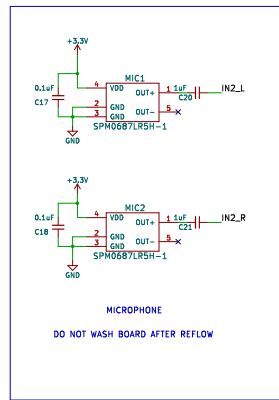 +3.3V
MIC1
0.1uF
C17
4
VDD
OUT+
1
1uF
C20
IN2_L
2
GND
3
GND
OUT-
5
SPM0687LR5H-1
GND
+3.3V
MIC2
0.1uF
C18
4
VDD
OUT+
1
1uF
C21
IN2_R
2
GND
3
GND
OUT-
5
SPM0687LR5H-1
GND
MICROPHONE
DO NOT WASH BOARD AFTER REFLOW